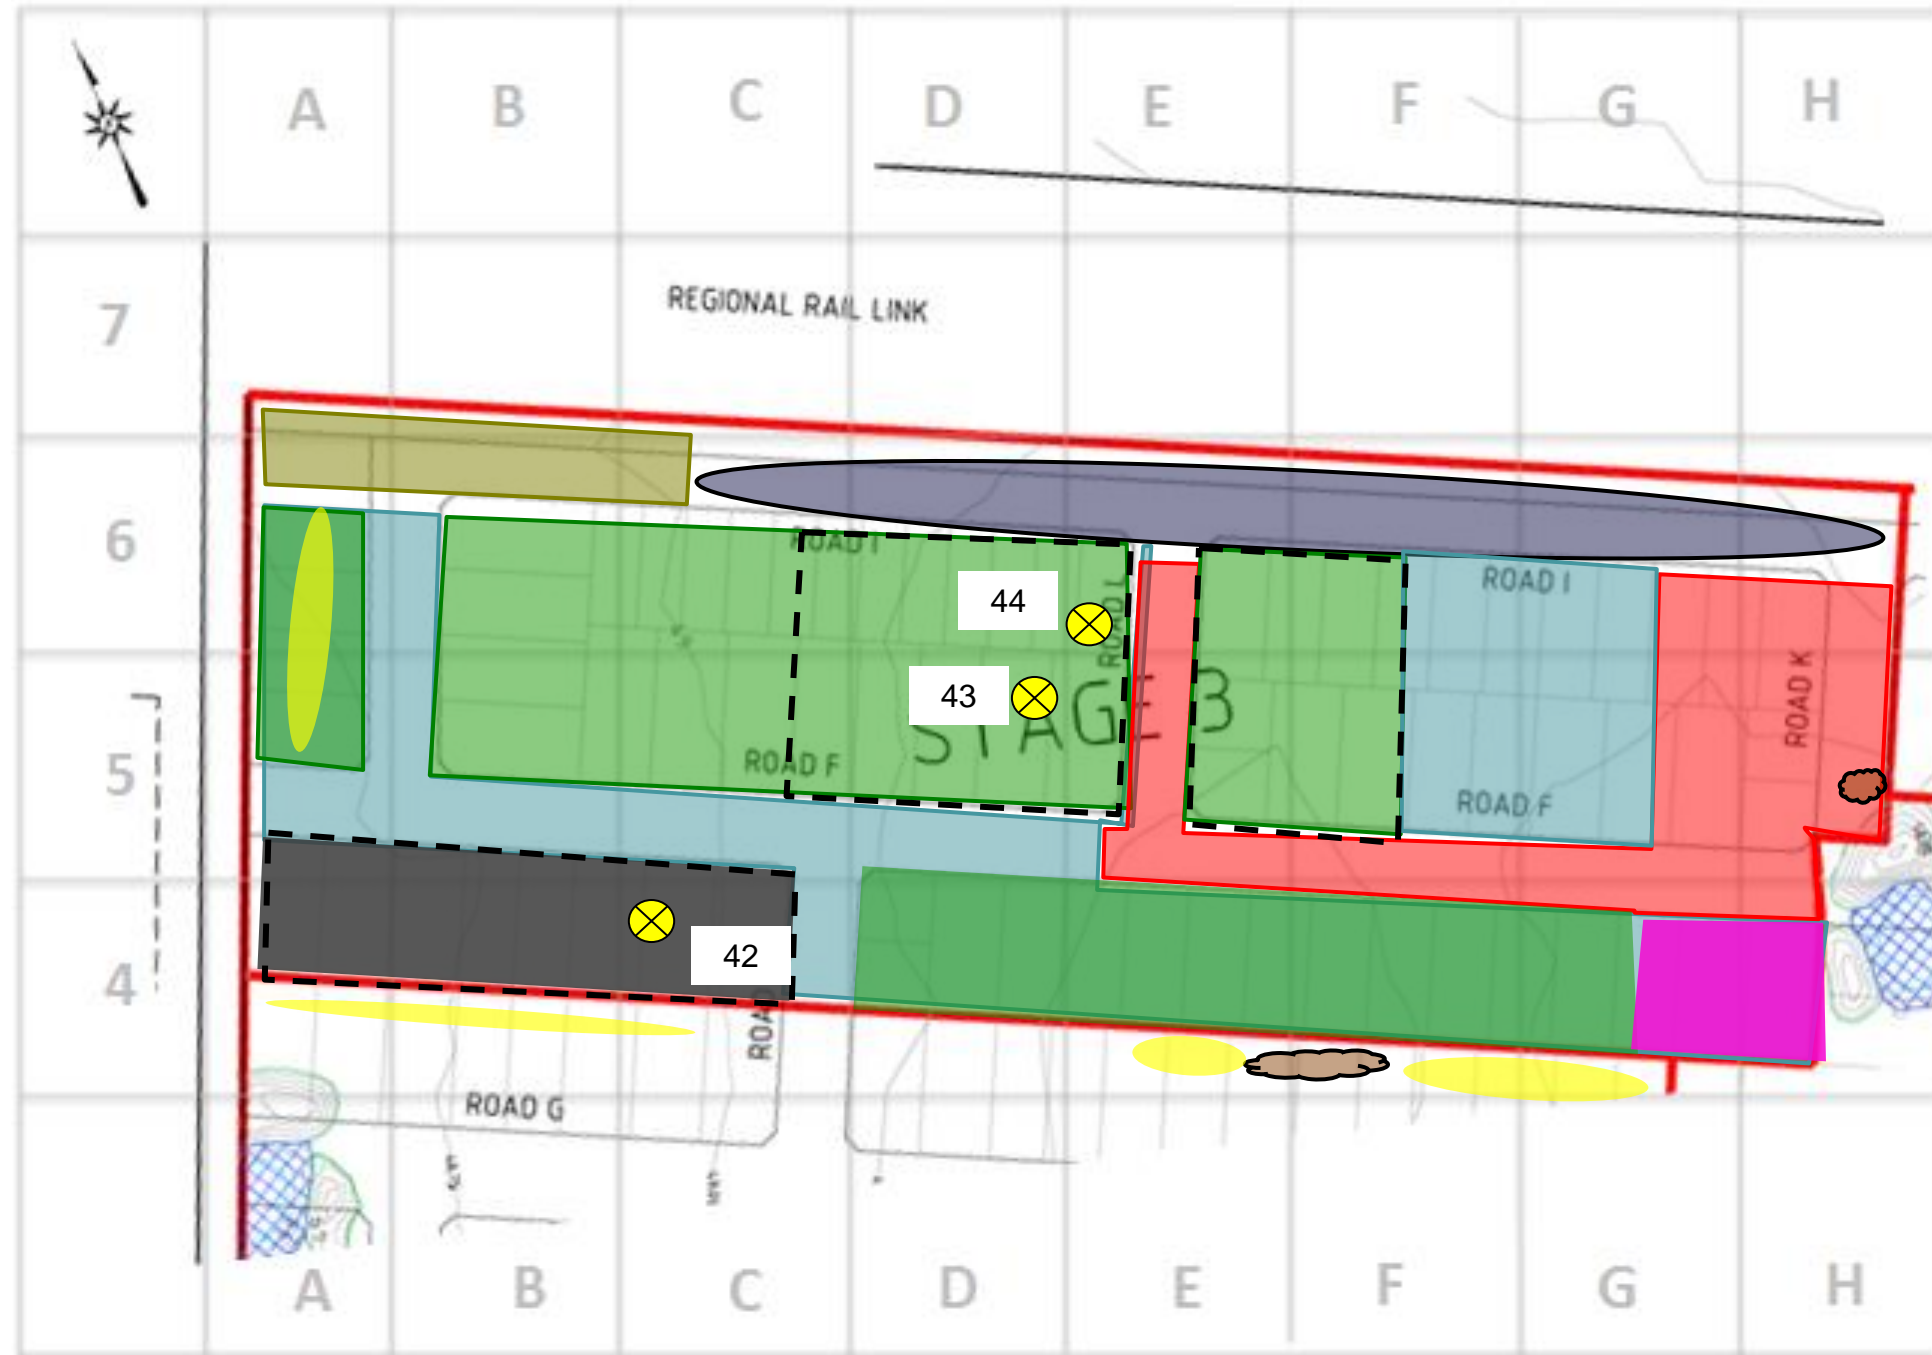 A B C D E F G H
7
REGIONAL RAIL LINK
6
ROAD I
ROAD I
44
ROAD L
43
STAGE 3
ROAD K
5
ROAD F
ROAD F
42
4
ROAD
ROAD G
A B C D E F G H